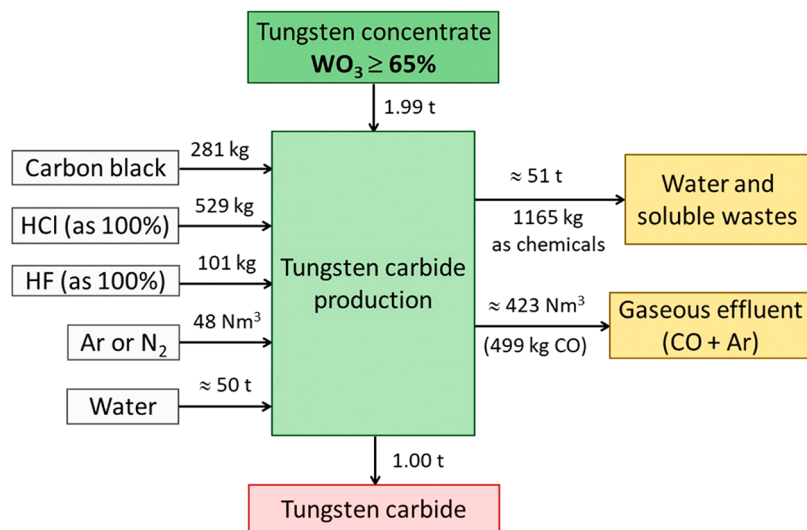 Tungsten concentrate
WO₃ ≥ 65%
1.99 t
Carbon black
281 kg
HCl (as 100%)
529 kg
HF (as 100%)
101 kg
Ar or N₂
48 Nm³
Water
≈ 50 t
Tungsten carbide
production
≈ 51 t
1165 kg
as chemicals
Water and
soluble wastes
≈ 423 Nm³
(499 kg CO)
Gaseous effluent
(CO + Ar)
1.00 t
Tungsten carbide